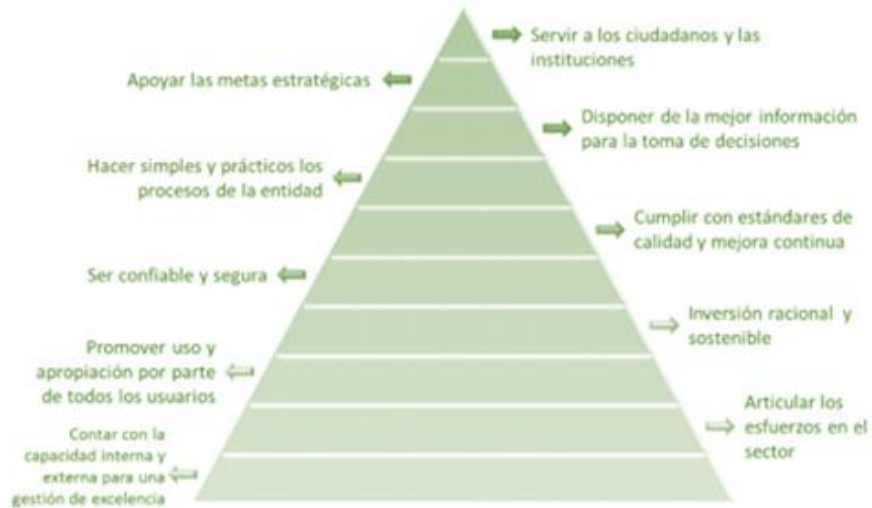 Servir a los ciudadanos y las
instituciones
Apoyar las metas estratégicas
Disponer de la mejor información
para la toma de decisiones
Hacer simples y prácticos los
procesos de la entidad
Cumplir con estándares de
calidad y mejora continua
Ser confiable y segura
Inversión racional y
sostenible
Promover uso y
apropiación por parte
de todos los usuarios
Articular los
esfuerzos en el
sector
Contar con la
capacidad interna y
externa para una
gestión de excelencia